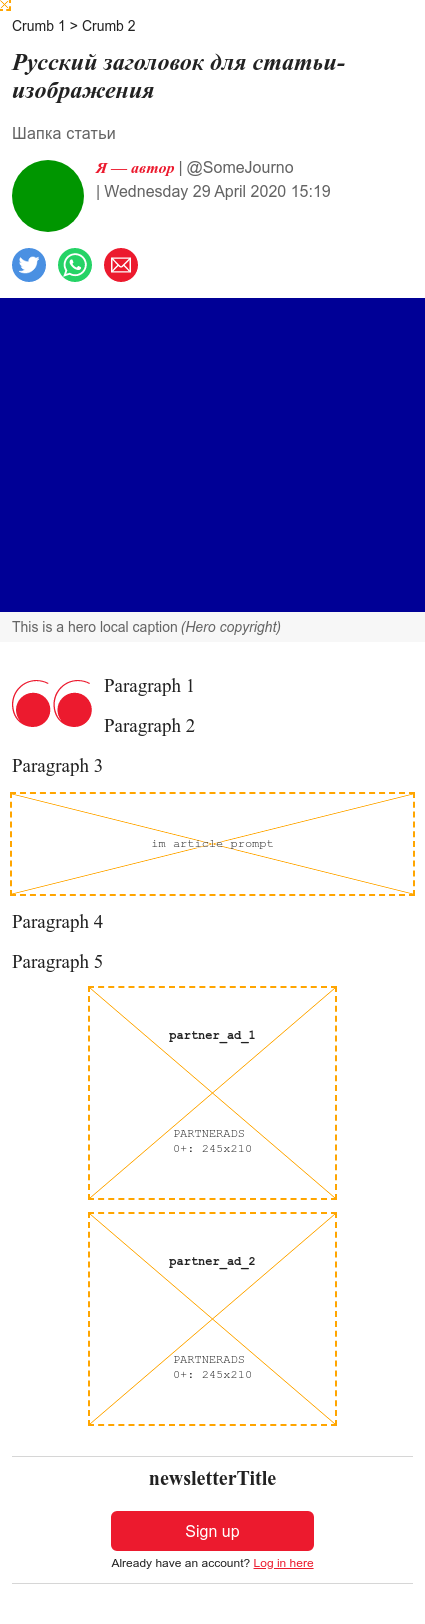 Crumb 1 > Crumb 2
Русский заголовок для статьи-
изображения
Шапка статьи
Я — автор | @SomeJourno
| Wednesday 29 April 2020 15:19
This is a hero local caption (Hero copyright)
Paragraph 1
Paragraph 2
Paragraph 3
im article prompt
Paragraph 4
Paragraph 5
partner_ad_1
PARTNERADS
0+: 245x210
partner_ad_2
PARTNERADS
0+: 245x210
newsletterTitle
Sign up
Already have an account? Log in here